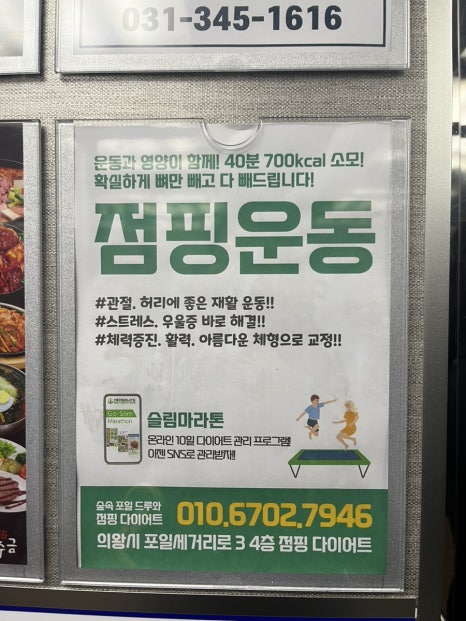 031-345-1616
운동과 영양이 함께! 40분 700kcal 소모!
확실하게 뼈만 빼고 다 빼드립니다!
점핑운동
#관절. 허리에 좋은 재활 운동!!
#스트레스. 우울증 바로 해결!!
#체력증진. 활력. 아름다운 체형으로 교정!!
Go-Slim
Marathon
슬림마라톤
온라인 10일 다이어트 관리 프로그램!
이젠 SNS로 관리받자!
숲속 포일 드루와
점핑 다이어트
010.6702.7946
의왕시 포일세거리로 3 4층 점핑 다이어트
수금